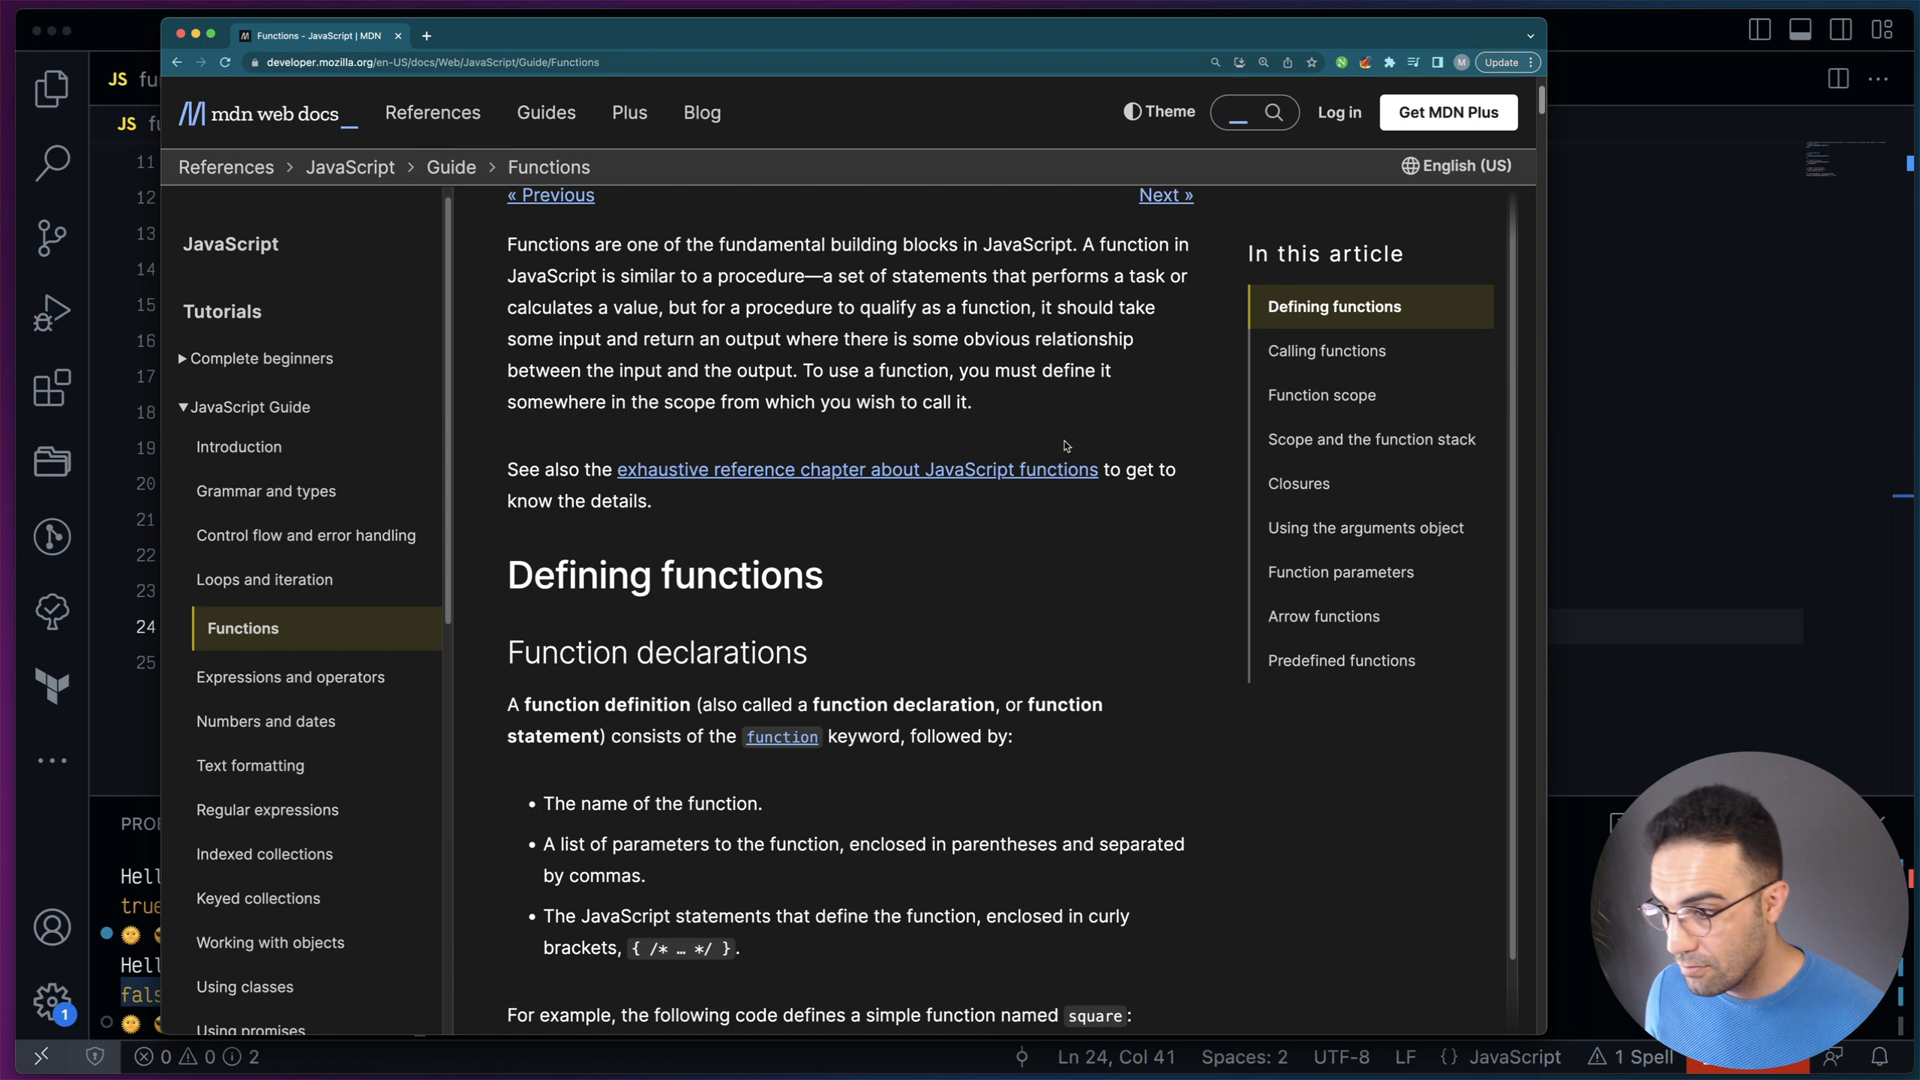 Functions - JavaScript | MDN
developer.mozilla.org/en-US/docs/Web/JavaScript/Guide/Functions
M
Update
JS fu
JS
mdn web docs
References
Guides
Plus
Blog
Theme
Log in
Get MDN Plus
References > JavaScript > Guide > Functions
English (US)
« Previous
Next »
JavaScript
Tutorials
Complete beginners
JavaScript Guide
Introduction
Grammar and types
Control flow and error handling
Loops and iteration
Functions
Expressions and operators
Numbers and dates
Text formatting
Regular expressions
Indexed collections
Keyed collections
Working with objects
Using classes
Using promises
Functions are one of the fundamental building blocks in JavaScript. A function in
JavaScript is similar to a procedure—a set of statements that performs a task or
calculates a value, but for a procedure to qualify as a function, it should take
some input and return an output where there is some obvious relationship
between the input and the output. To use a function, you must define it
somewhere in the scope from which you wish to call it.
See also the exhaustive reference chapter about JavaScript functions to get to
know the details.
Defining functions
Function declarations
A function definition (also called a function declaration, or function
statement) consists of the function keyword, followed by:
• The name of the function.
• A list of parameters to the function, enclosed in parentheses and separated
by commas.
• The JavaScript statements that define the function, enclosed in curly
brackets, { /* … */ }.
For example, the following code defines a simple function named square:
In this article
Defining functions
Calling functions
Function scope
Scope and the function stack
Closures
Using the arguments object
Function parameters
Arrow functions
Predefined functions
11
12
13
14
15
16
17
18
19
20
21
22
23
24
25
PRO
Hell
true
Hell
fals
1
0 0 2
Ln 24, Col 41
Spaces: 2
UTF-8
LF
{} JavaScript
1 Spell